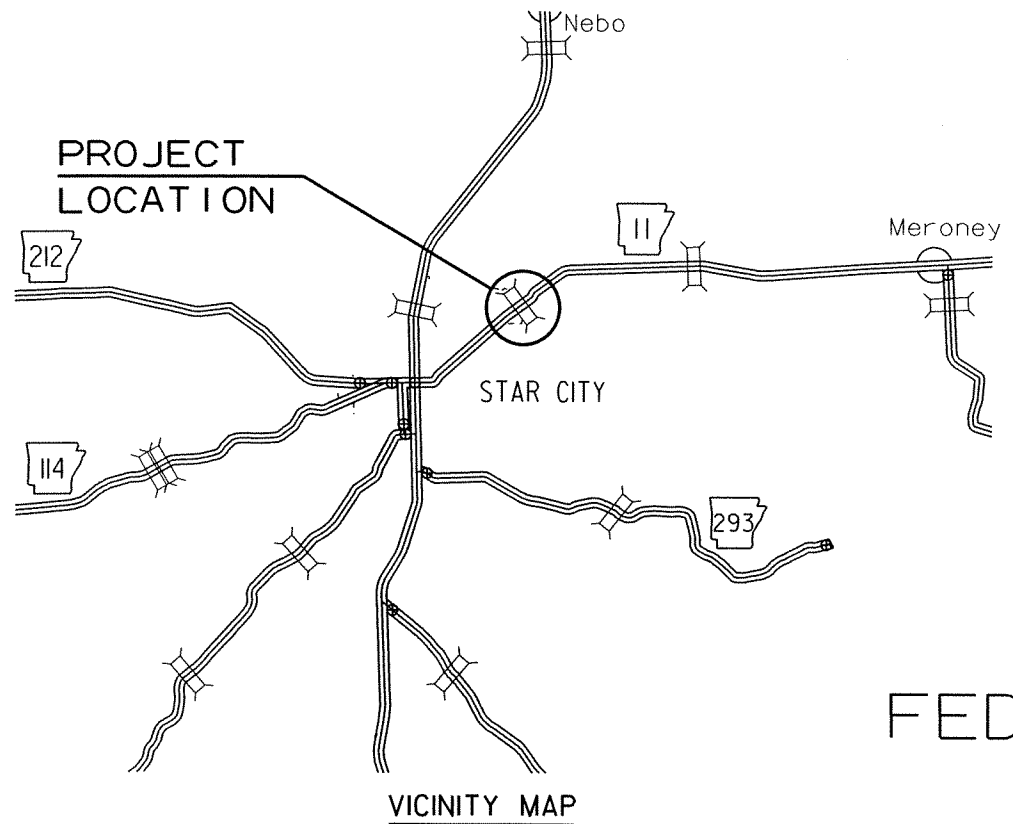 Nebo
PROJECT
LOCATION
11
Meroney
212
STAR CITY
114
293
FED
VICINITY MAP